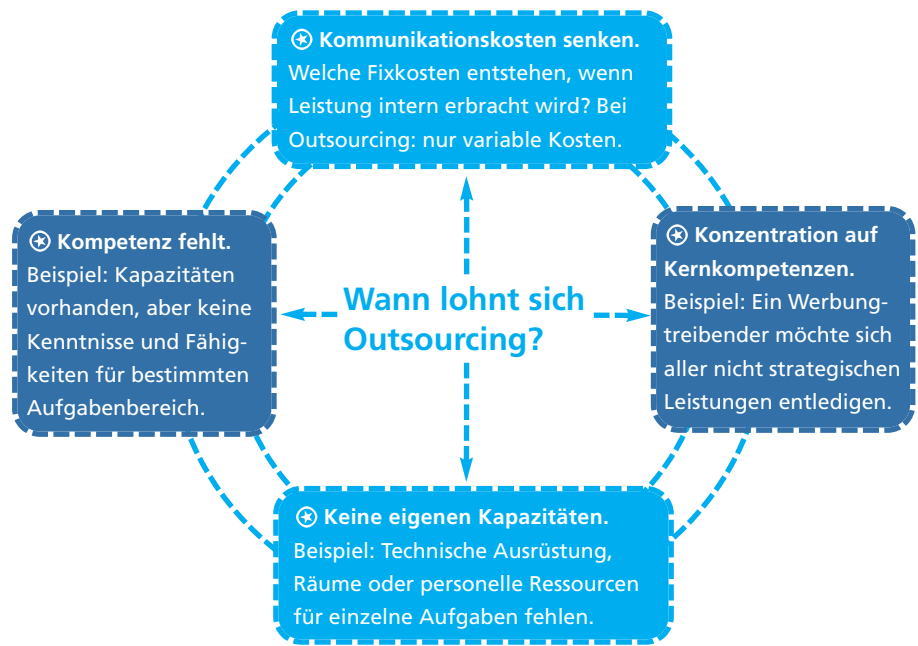 Kommunikationskosten senken.
Welche Fixkosten entstehen, wenn
Leistung intern erbracht wird? Bei
Outsourcing: nur variable Kosten.
Kompetenz fehlt.
Beispiel: Kapazitäten
vorhanden, aber keine
Kenntnisse und Fähig-
keiten für bestimmten
Aufgabenbereich.
Wann lohnt sich
Outsourcing?
Konzentration auf
Kernkompetenzen.
Beispiel: Ein Werbung-
treibender möchte sich
aller nicht strategischen
Leistungen entledigen.
Keine eigenen Kapazitäten.
Beispiel: Technische Ausrüstung,
Räume oder personelle Ressourcen
für einzelne Aufgaben fehlen.